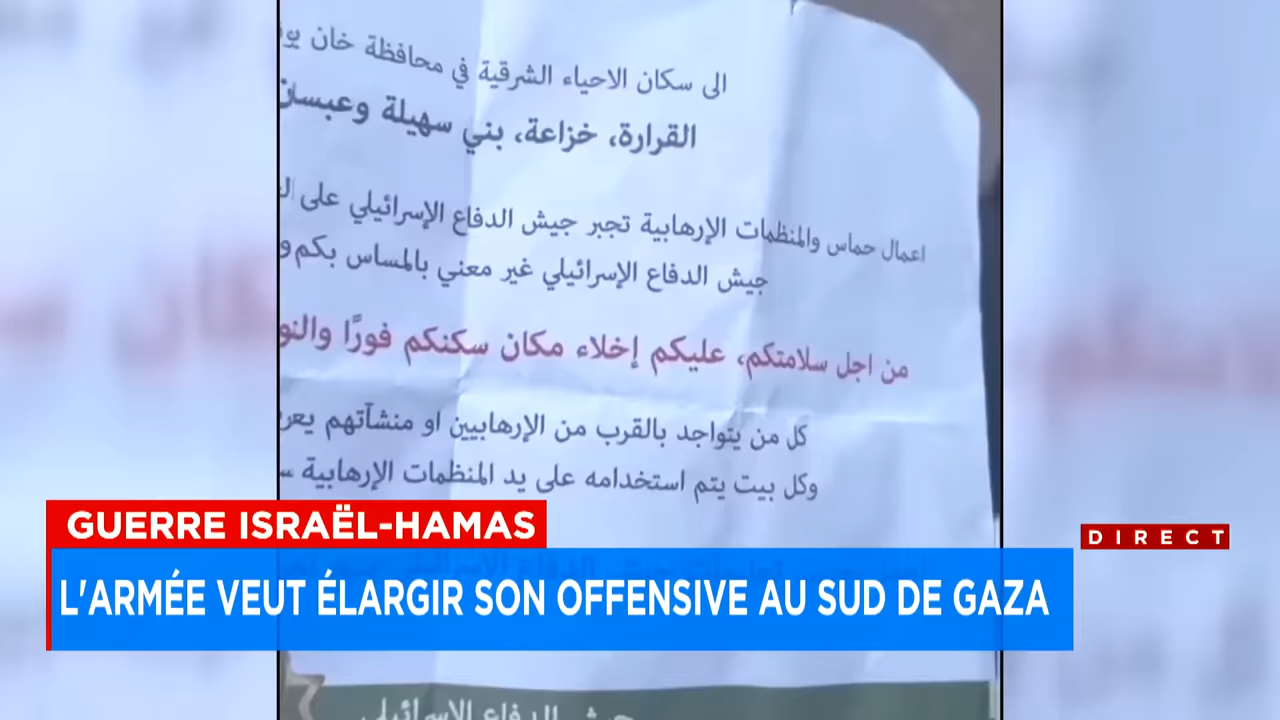 الى سكان الاحياء الشرقية في محافظة خان
القرارة، خزاعة، بني سهيلة
اعمال حماس والمنظمات الإرهابية تجبر جيش الدفاع الإسرائيلي على
جيش الدفاع الإسرائيلي غير معني بالمساس بكم
من اجل سلامتكم، عليكم إخلاء مكان سكنكم فورًا
كل من يتواجد بالقرب من الإرهابيين او منشآتهم
وكل بيت يتم استخدامه على يد المنظمات الإرهابية
GUERRE ISRAËL-HAMAS
DIRECT
L'ARMÉE VEUT ÉLARGIR SON OFFENSIVE AU SUD DE GAZA
جيش الدفاع الإسرائيلي